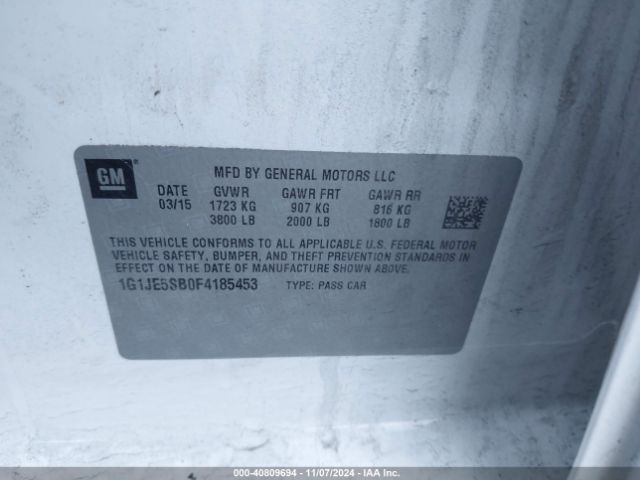 GM ®
MFD BY GENERAL MOTORS LLC
DATE GVWR GAWR FRT GAWR RR
03/15 1723 KG 907 KG 816 KG
3800 LB 2000 LB 1800 LB
THIS VEHICLE CONFORMS TO ALL APPLICABLE U.S. FEDERAL MOTOR
VEHICLE SAFETY, BUMPER, AND THEFT PREVENTION STANDARDS IN
EFFECT ON THE DATE OF MANUFACTURE SHOWN ABOVE.
1G1JE5SB0F4185453 TYPE: PASS CAR
000-40809694 | 11/07/2024 | IAA Inc.